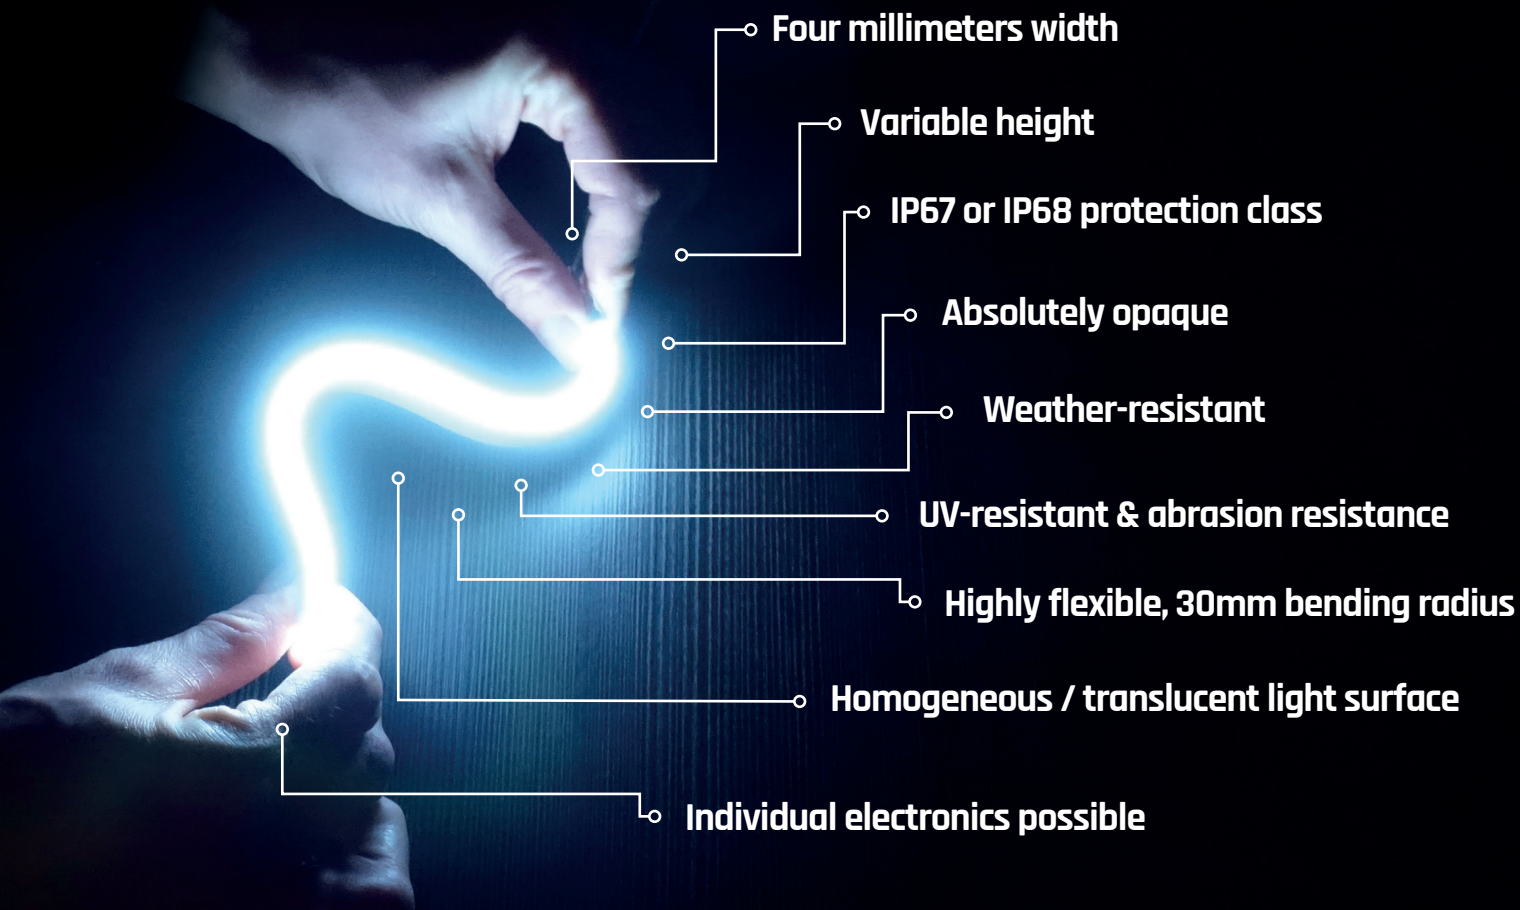 Four millimeters width
Variable height
IP67 or IP68 protection class
Absolutely opaque
Weather-resistant
UV-resistant & abrasion resistance
Highly flexible, 30mm bending radius
Homogeneous / translucent light surface
Individual electronics possible